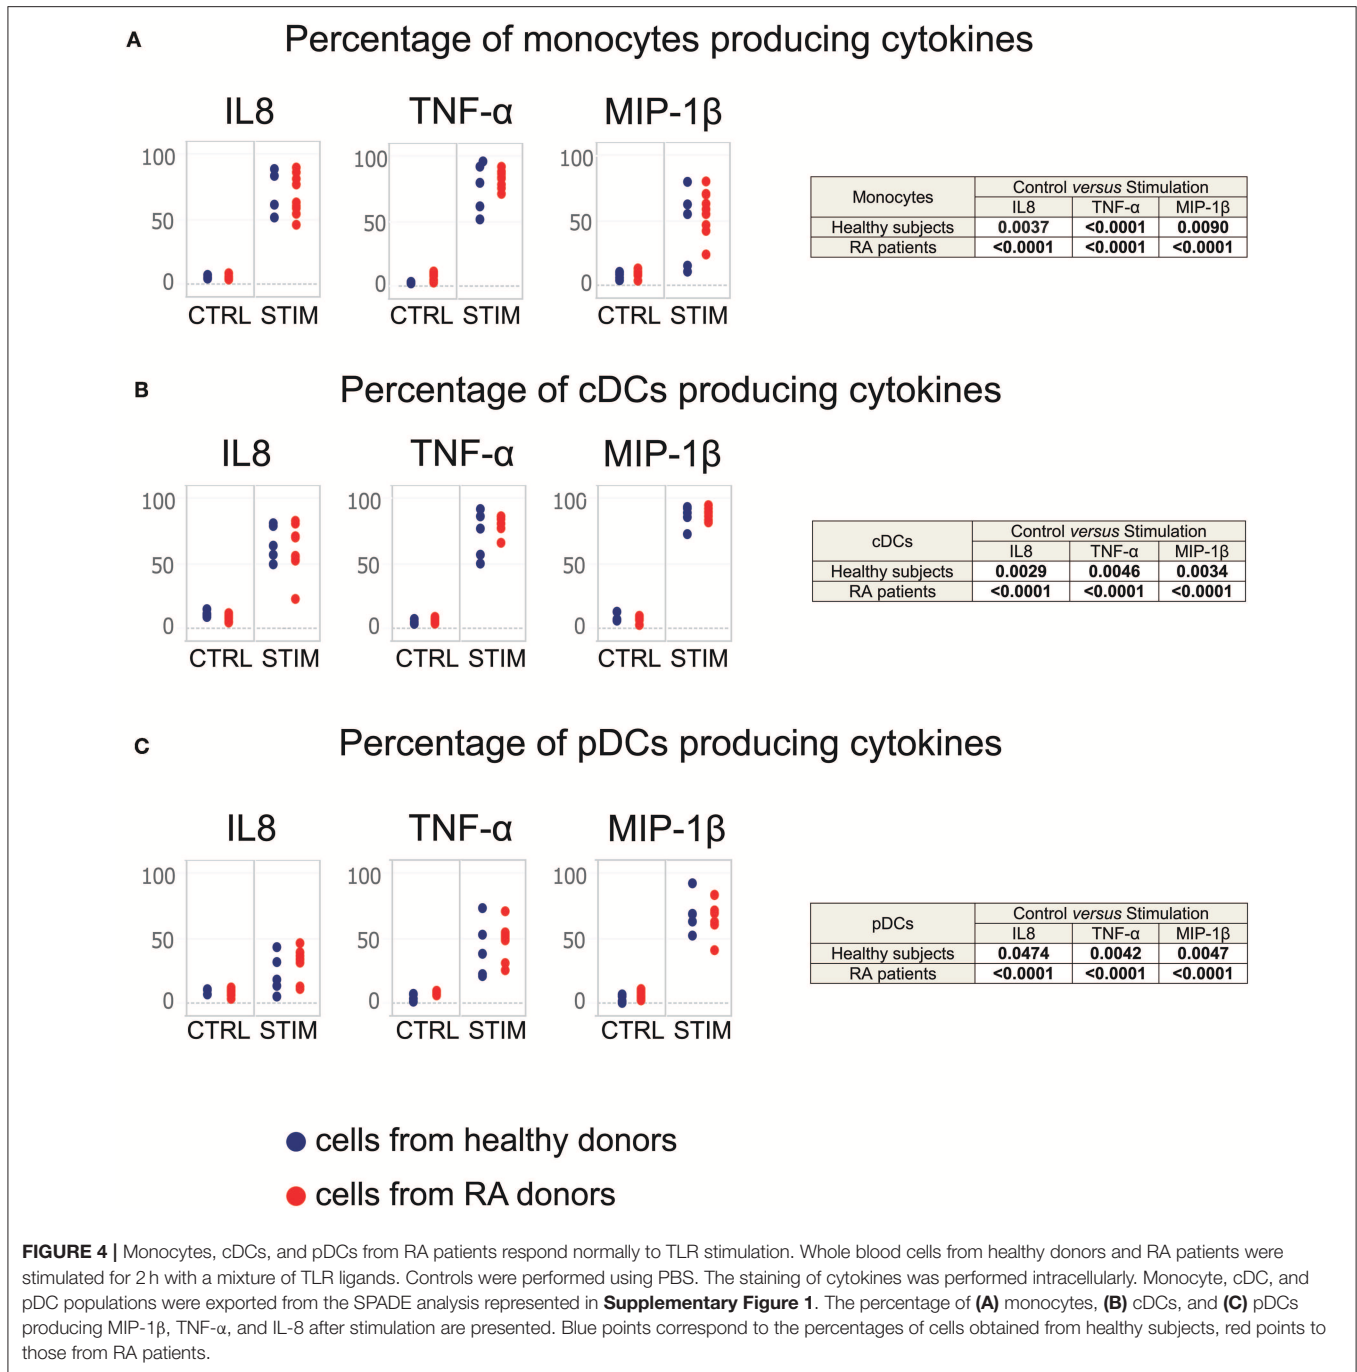 A
Percentage of monocytes producing cytokines
IL8 TNF-α MIP-1β
100 100 100
50 50 50
0 0 0
CTRL STIM CTRL STIM CTRL STIM
Monocytes Control versus Stimulation
IL8 TNF-α MIP-1β
Healthy subjects 0.0037 <0.0001 0.0090
RA patients <0.0001 <0.0001 <0.0001
B
Percentage of cDCs producing cytokines
IL8 TNF-α MIP-1β
100 100 100
50 50 50
0 0 0
CTRL STIM CTRL STIM CTRL STIM
cDCs Control versus Stimulation
IL8 TNF-α MIP-1β
Healthy subjects 0.0029 0.0046 0.0034
RA patients <0.0001 <0.0001 <0.0001
C
Percentage of pDCs producing cytokines
IL8 TNF-α MIP-1β
100 100 100
50 50 50
0 0 0
CTRL STIM CTRL STIM CTRL STIM
pDCs Control versus Stimulation
IL8 TNF-α MIP-1β
Healthy subjects 0.0474 0.0042 0.0047
RA patients <0.0001 <0.0001 <0.0001
cells from healthy donors
cells from RA donors
FIGURE 4 | Monocytes, cDCs, and pDCs from RA patients respond normally to TLR stimulation. Whole blood cells from healthy donors and RA patients were
stimulated for 2 h with a mixture of TLR ligands. Controls were performed using PBS. The staining of cytokines was performed intracellularly. Monocyte, cDC, and
pDC populations were exported from the SPADE analysis represented in Supplementary Figure 1. The percentage of (A) monocytes, (B) cDCs, and (C) pDCs
producing MIP-1β, TNF-α, and IL-8 after stimulation are presented. Blue points correspond to the percentages of cells obtained from healthy subjects, red points to
those from RA patients.